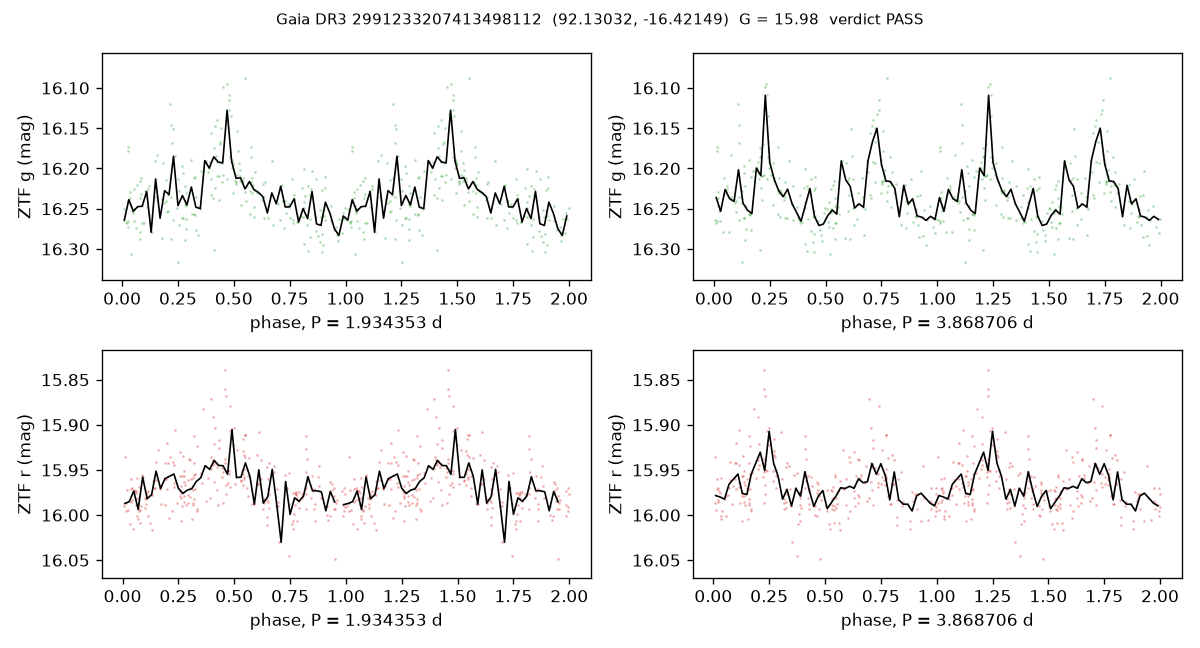 Gaia DR3 2991233207413498112  (92.13032, -16.42149)  G = 15.98  verdict PASS
ZTF g (mag)
16.10
16.15
16.20
16.25
16.30
0.00 0.25 0.50 0.75 1.00 1.25 1.50 1.75 2.00
phase, P = 1.934353 d
ZTF g (mag)
16.10
16.15
16.20
16.25
16.30
0.00 0.25 0.50 0.75 1.00 1.25 1.50 1.75 2.00
phase, P = 3.868706 d
ZTF r (mag)
15.85
15.90
15.95
16.00
16.05
0.00 0.25 0.50 0.75 1.00 1.25 1.50 1.75 2.00
phase, P = 1.934353 d
ZTF r (mag)
15.85
15.90
15.95
16.00
16.05
0.00 0.25 0.50 0.75 1.00 1.25 1.50 1.75 2.00
phase, P = 3.868706 d